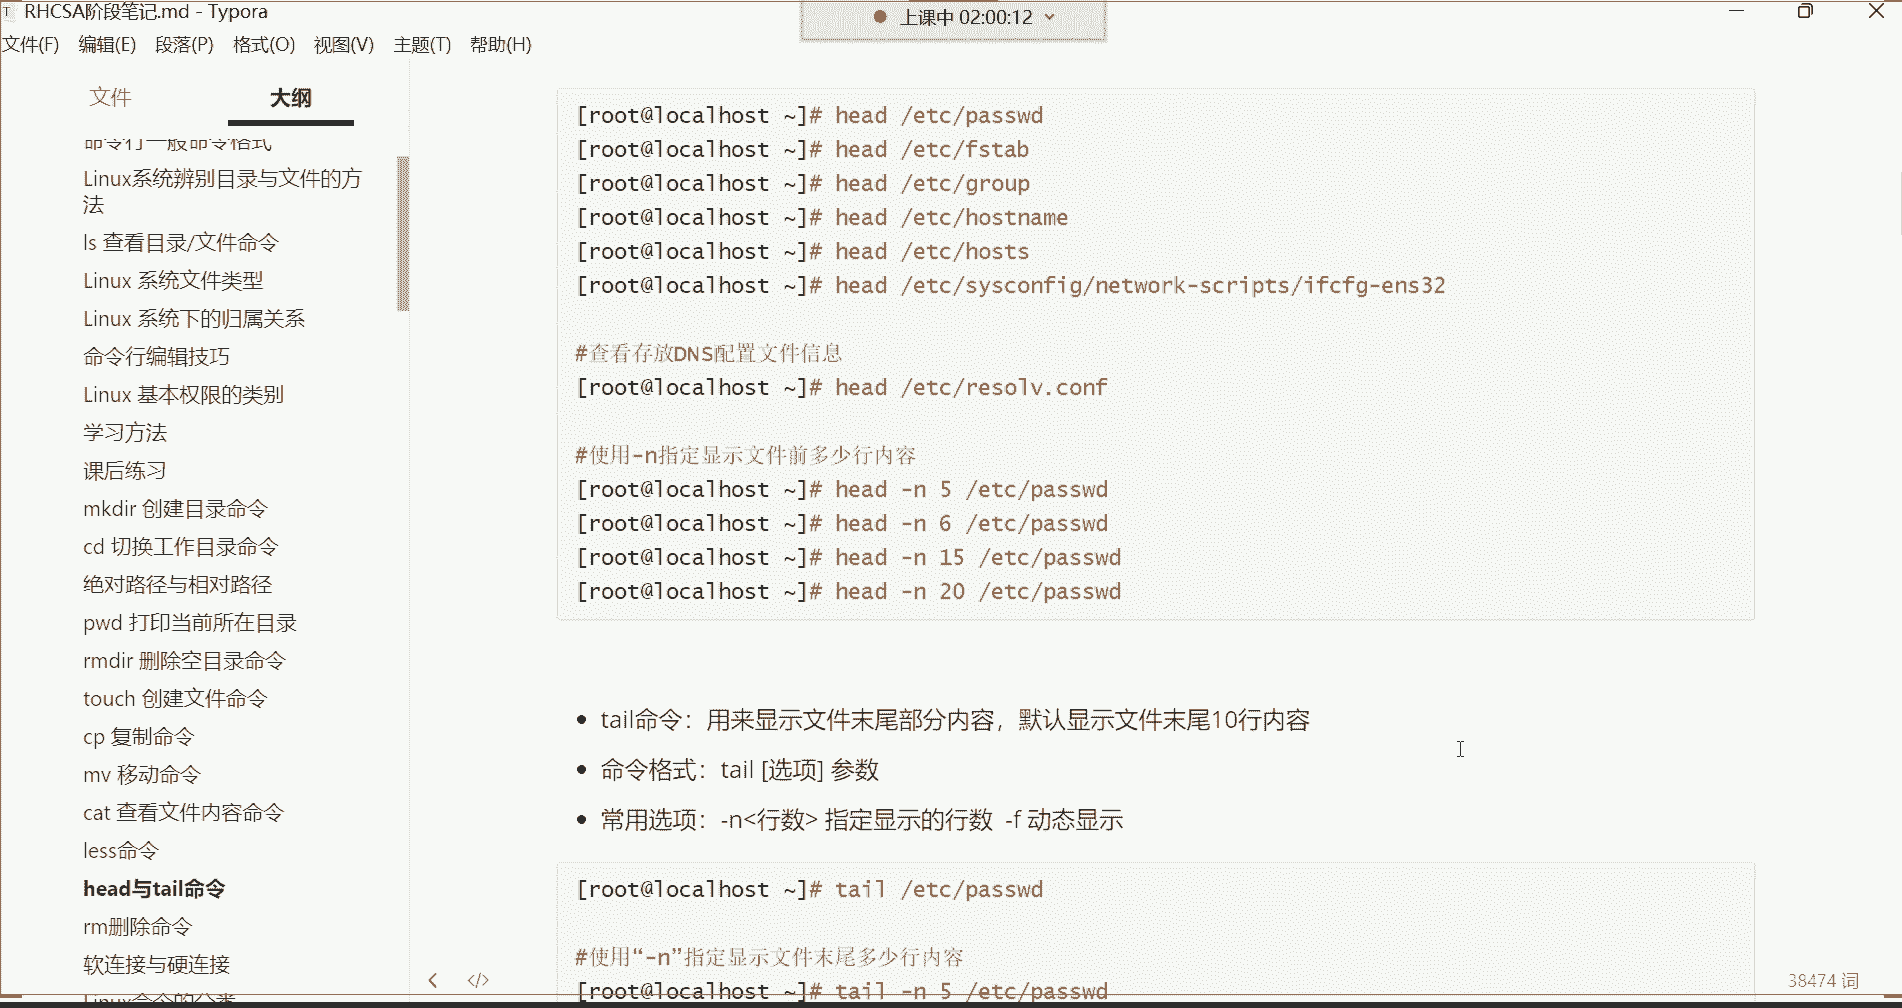 RHCSA阶段笔记.md - Typora
上课中 02:00:12
文件(F) 编辑(E) 段落(P) 格式(O) 视图(V) 主题(T) 帮助(H)
文件 大纲
命令行一般命令格式
Linux系统辨别目录与文件的方
法
ls 查看目录/文件命令
Linux 系统文件类型
Linux 系统下的归属关系
命令行编辑技巧
Linux 基本权限的类别
学习方法
课后练习
mkdir 创建目录命令
cd 切换工作目录命令
绝对路径与相对路径
pwd 打印当前所在目录
rmdir 删除空目录命令
touch 创建文件命令
cp 复制命令
mv 移动命令
cat 查看文件内容命令
less命令
head与tail命令
rm删除命令
软连接与硬连接
Linux命令的分类
[root@localhost ~]# head /etc/passwd
[root@localhost ~]# head /etc/fstab
[root@localhost ~]# head /etc/group
[root@localhost ~]# head /etc/hostname
[root@localhost ~]# head /etc/hosts
[root@localhost ~]# head /etc/sysconfig/network-scripts/ifcfg-ens32
#查看存放DNS配置文件信息
[root@localhost ~]# head /etc/resolv.conf
#使用-n指定显示文件前多少行内容
[root@localhost ~]# head -n 5 /etc/passwd
[root@localhost ~]# head -n 6 /etc/passwd
[root@localhost ~]# head -n 15 /etc/passwd
[root@localhost ~]# head -n 20 /etc/passwd
• tail命令：用来显示文件末尾部分内容，默认显示文件末尾10行内容
• 命令格式：tail [选项] 参数
• 常用选项：-n<行数> 指定显示的行数 -f 动态显示
[root@localhost ~]# tail /etc/passwd
#使用“-n”指定显示文件末尾多少行内容
[root@localhost ~]# tail -n 5 /etc/passwd
38474 词